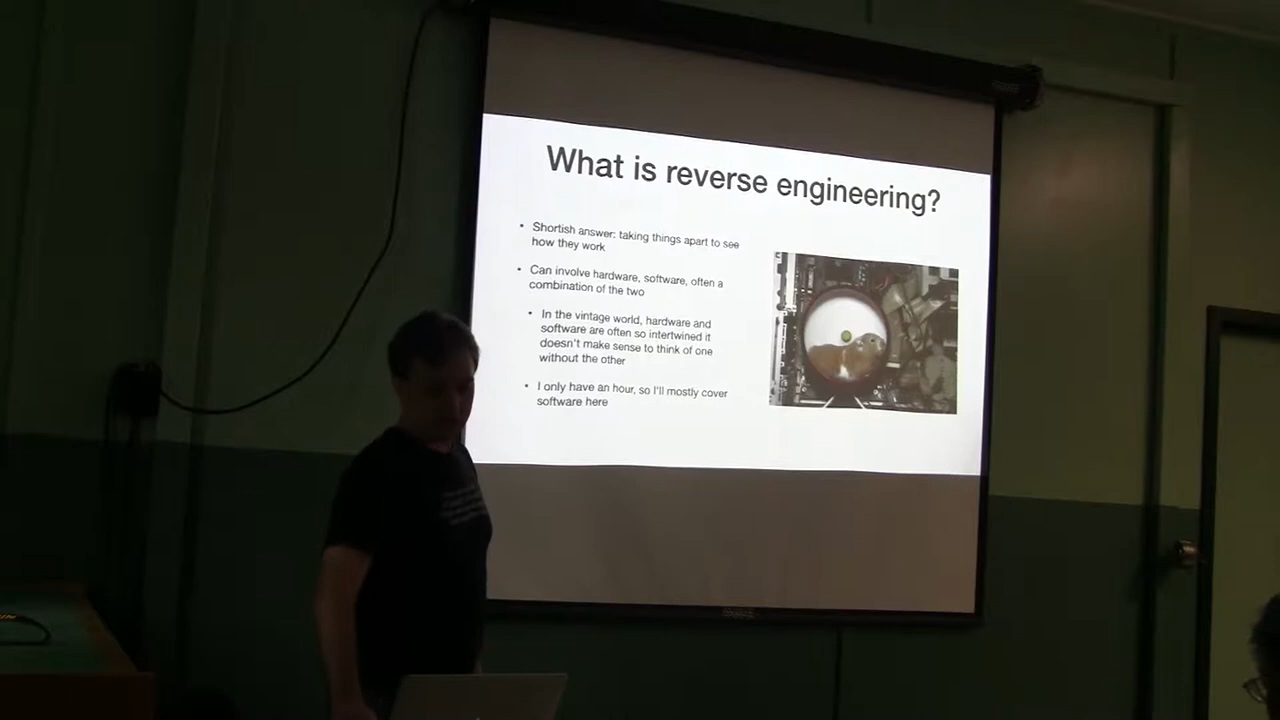 What is reverse engineering?
• Shortish answer: taking things apart to see
how they work
• Can involve hardware, software, often a
combination of the two
• In the vintage world, hardware and
software are often so intertwined it
doesn't make sense to think of one
without the other
• I only have an hour, so I'll mostly cover
software here